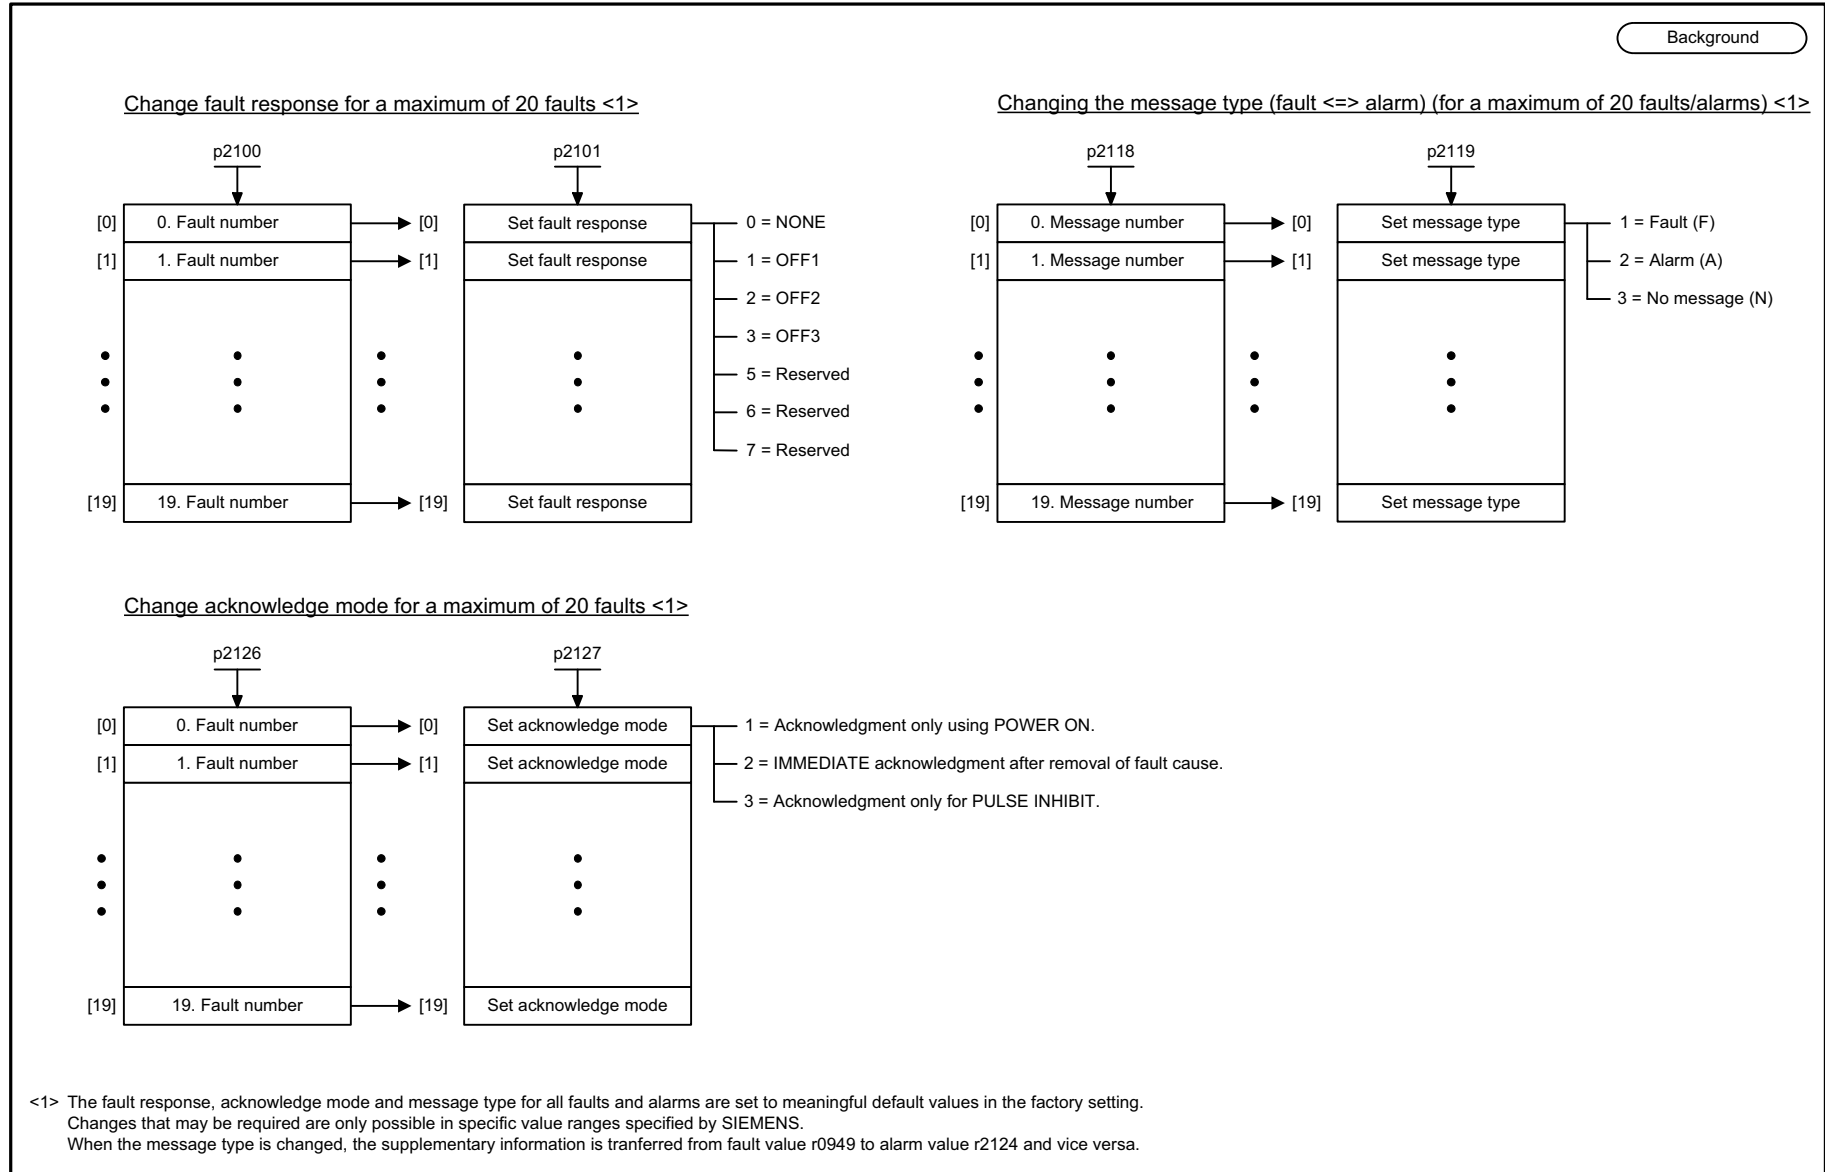 Background
Change fault response for a maximum of 20 faults <1>
p2100 p2101
[0] 0. Fault number [0] Set fault response 0 = NONE
[1] 1. Fault number [1] Set fault response 1 = OFF1
2 = OFF2
3 = OFF3
5 = Reserved
6 = Reserved
7 = Reserved
[19] 19. Fault number [19] Set fault response
Changing the message type (fault <=> alarm) (for a maximum of 20 faults/alarms) <1>
p2118 p2119
[0] 0. Message number [0] Set message type 1 = Fault (F)
[1] 1. Message number [1] Set message type 2 = Alarm (A)
3 = No message (N)
[19] 19. Message number [19] Set message type
Change acknowledge mode for a maximum of 20 faults <1>
p2126 p2127
[0] 0. Fault number [0] Set acknowledge mode 1 = Acknowledgment only using POWER ON.
[1] 1. Fault number [1] Set acknowledge mode 2 = IMMEDIATE acknowledgment after removal of fault cause.
3 = Acknowledgment only for PULSE INHIBIT.
[19] 19. Fault number [19] Set acknowledge mode
<1> The fault response, acknowledge mode and message type for all faults and alarms are set to meaningful default values in the factory setting.
Changes that may be required are only possible in specific value ranges specified by SIEMENS.
When the message type is changed, the supplementary information is tranferred from fault value r0949 to alarm value r2124 and vice versa.